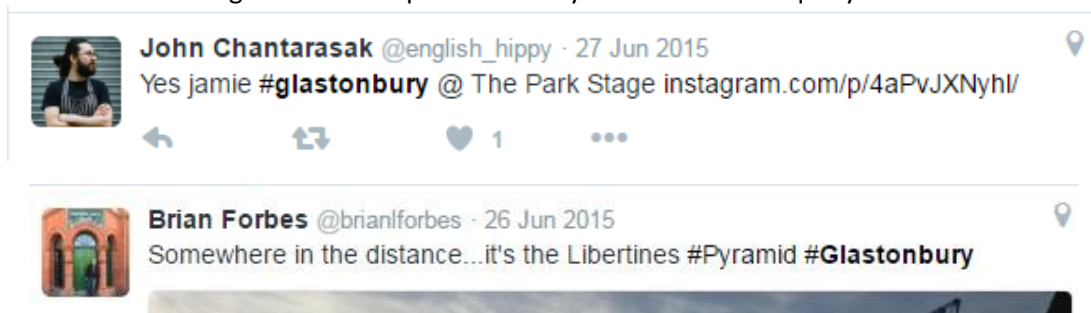 John Chantarasak @english_hippy · 27 Jun 2015
Yes jamie #glastonbury @ The Park Stage instagram.com/p/4aPvJXNyhl/
1
Brian Forbes @brianlforbes · 26 Jun 2015
Somewhere in the distance...it's the Libertines #Pyramid #Glastonbury